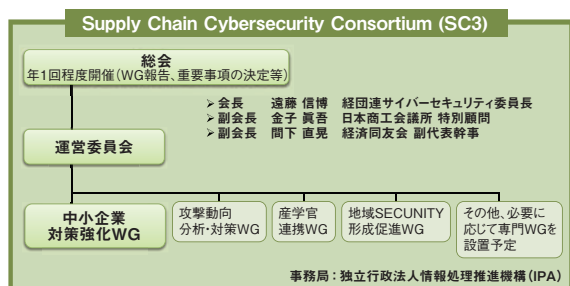 Supply Chain Cybersecurity Consortium (SC3)
総会
年1回程度開催(WG報告、重要事項の決定等)
➢ 会長 遠藤 信博 経団連サイバーセキュリティ委員長
➢ 副会長 金子 眞吾 日本商工会議所 特別顧問
➢ 副会長 間下 直晃 経済同友会 副代表幹事
運営委員会
中小企業
対策強化WG
攻撃動向
分析・対策WG
産学官
連携WG
地域SECUNITY
形成促進WG
その他、必要に
応じて専門WGを
設置予定
事務局:独立行政法人情報処理推進機構(IPA)